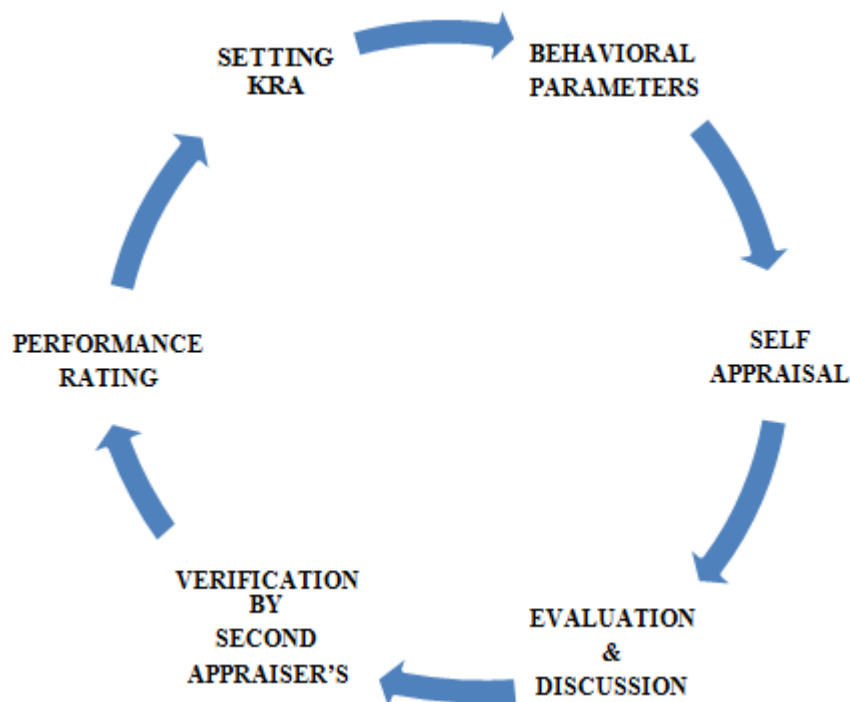 SETTING
KRA
BEHAVIORAL
PARAMETERS
SELF
APPRAISAL
EVALUATION
&
DISCUSSION
VERIFICATION
BY
SECOND
APPRAISER’S
PERFORMANCE
RATING